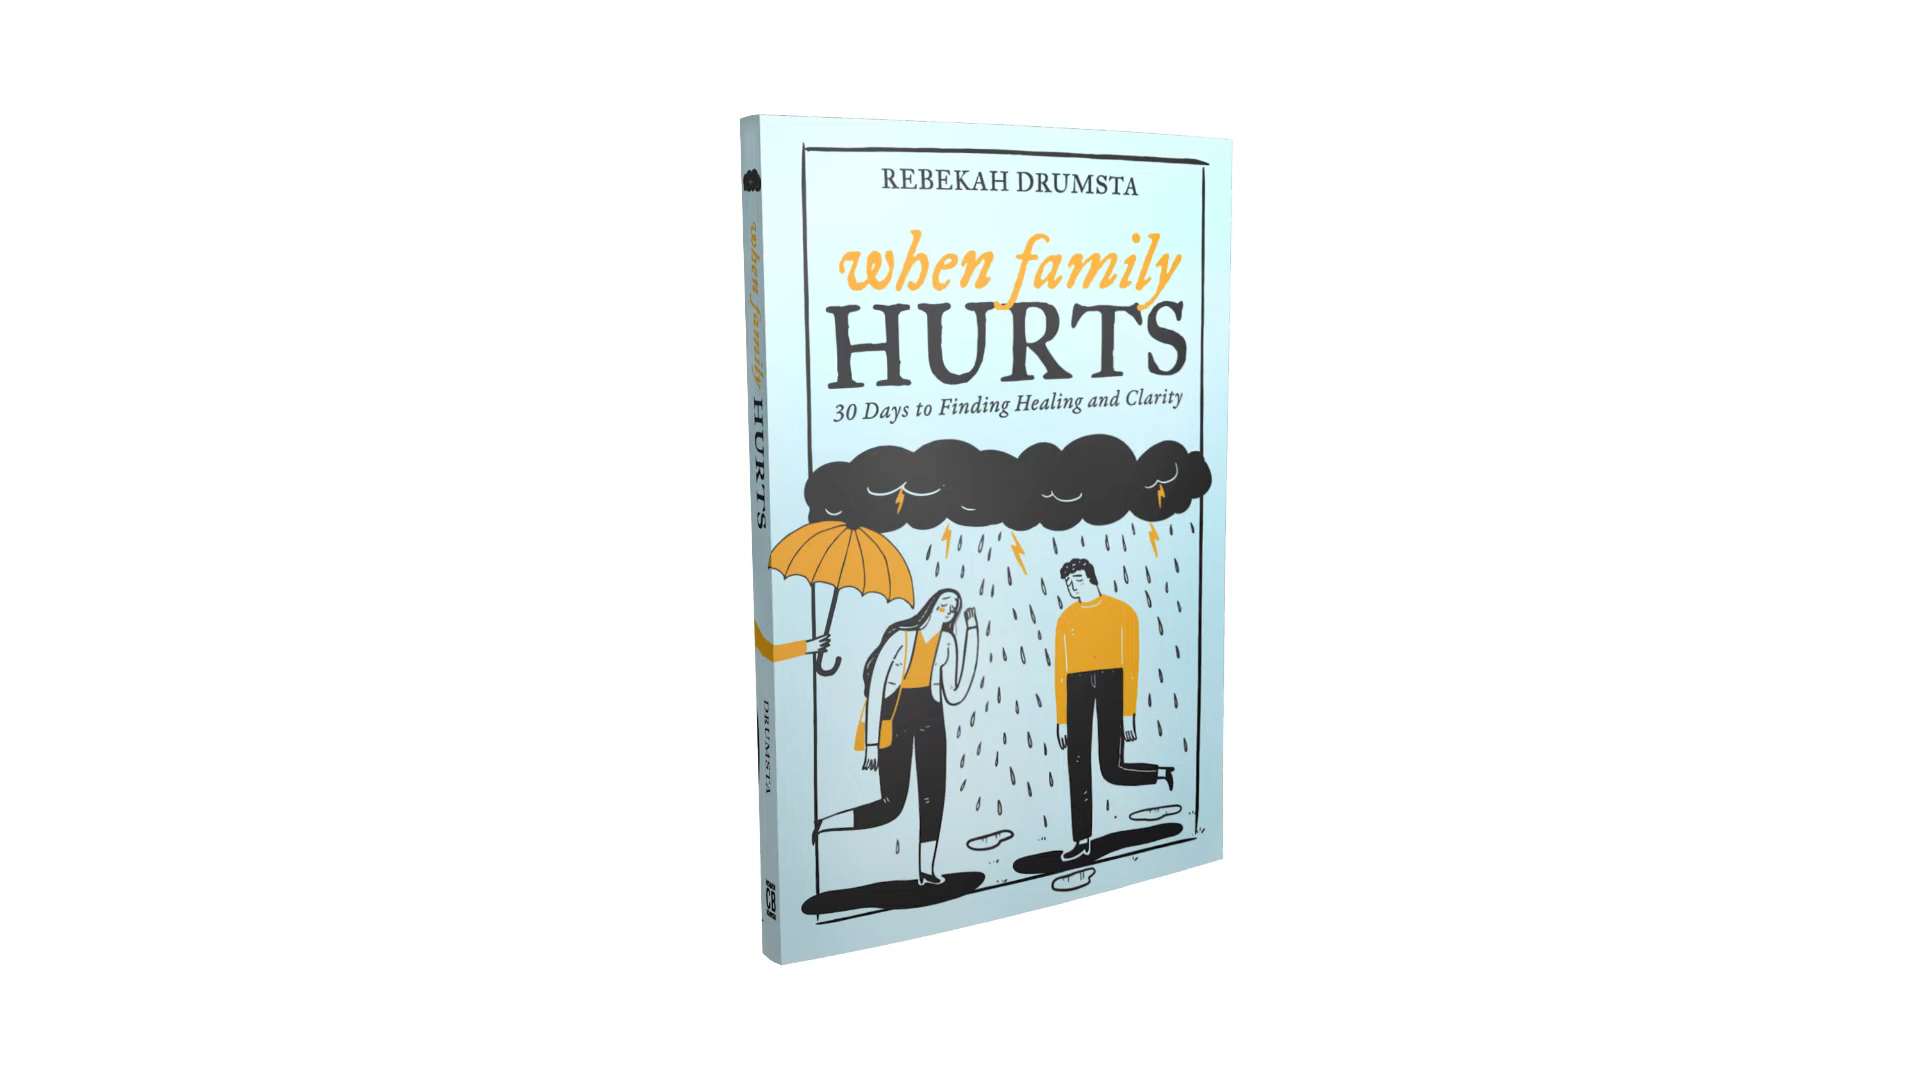 REBEKAH DRUMSTA
when family
HURTS
30 Days to Finding Healing and Clarity
when family HURTS
DRUMSTA